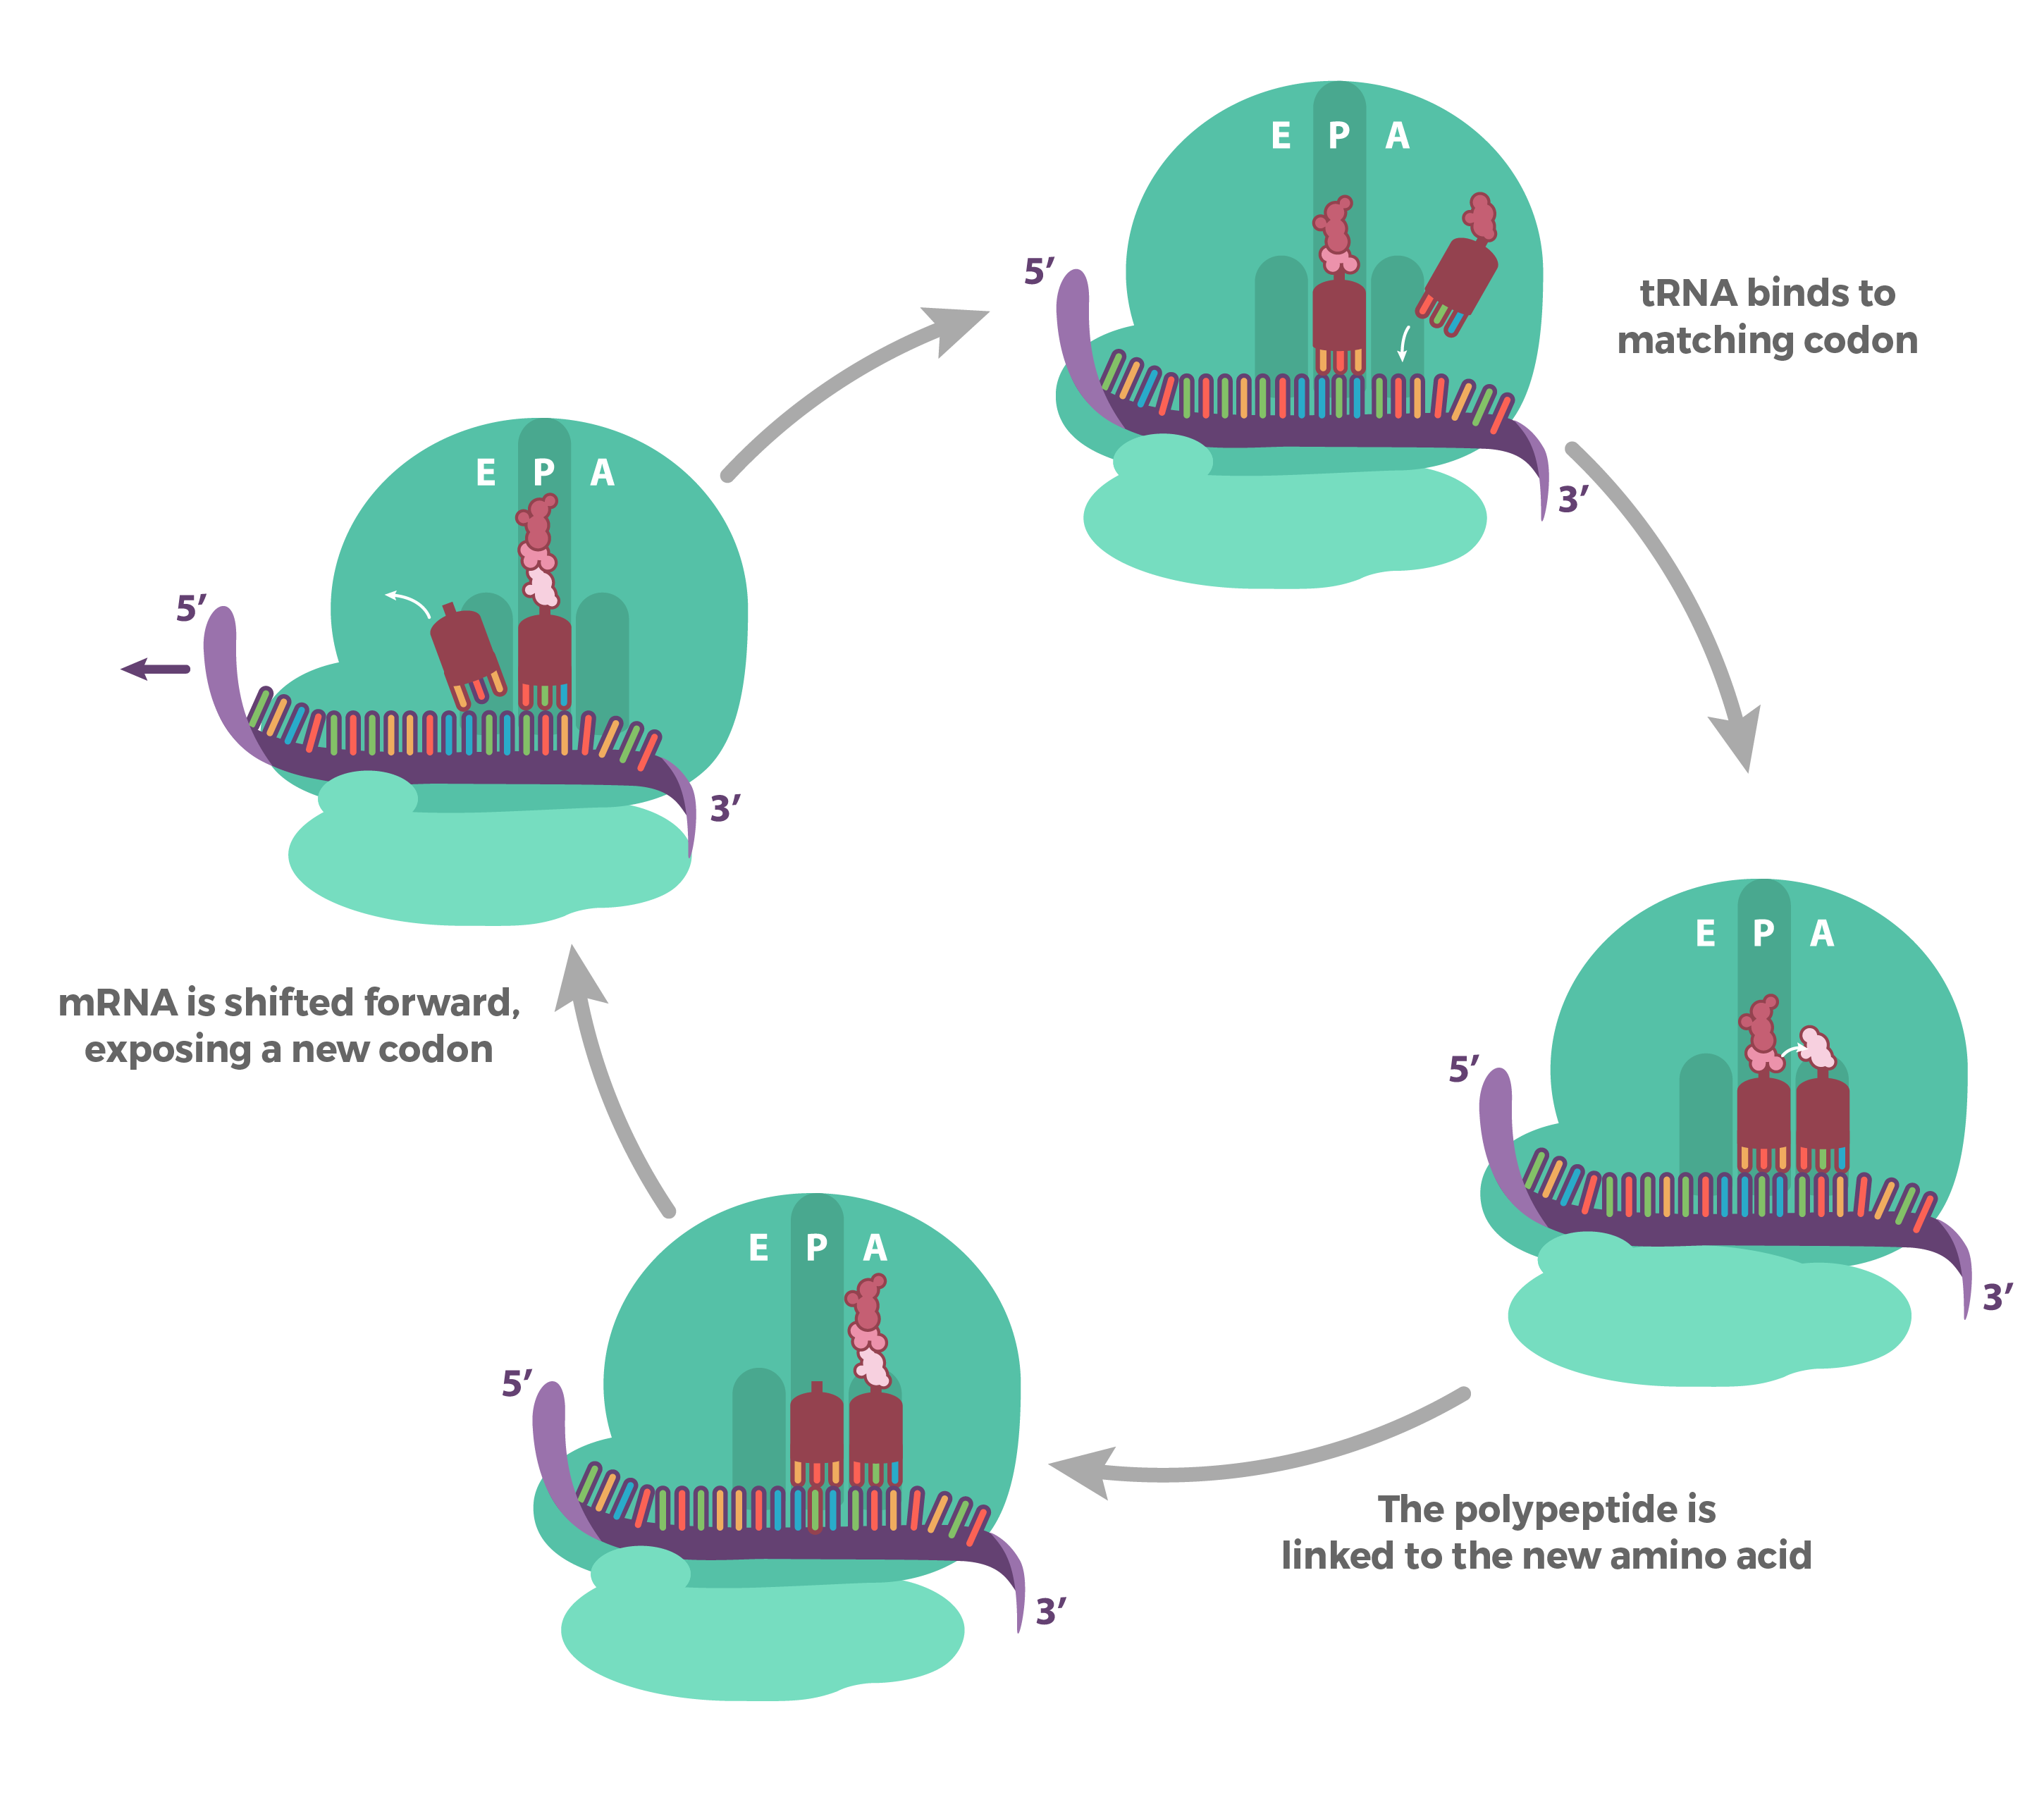 E P A
5′
tRNA binds to
matching codon
3′
E P A
5′
3′
E P A
5′
3′
mRNA is shifted forward,
exposing a new codon
E P A
5′
3′
The polypeptide is
linked to the new amino acid